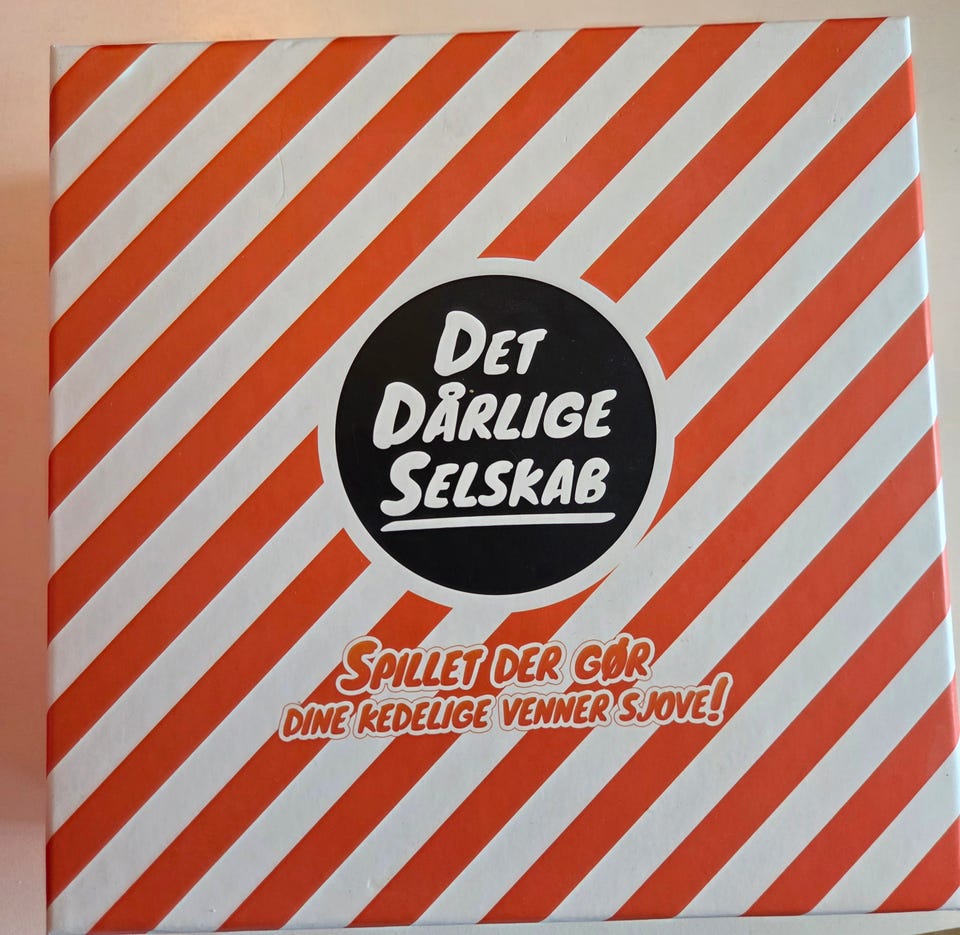 DET
DÅRLIGE
SELSKAB
SPILLET DER GØR
DINE KEDELIGE VENNER SJOVE!